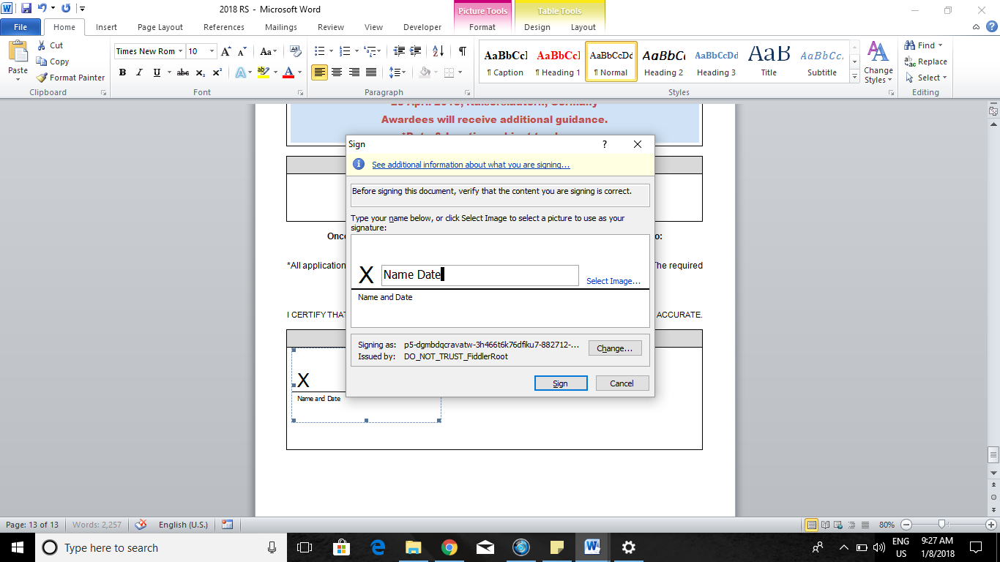 2018 RS - Microsoft Word
Picture Tools
Table Tools
File
Home
Insert
Page Layout
References
Mailings
Review
View
Developer
Format
Design
Layout
Paste
Cut
Copy
Format Painter
Clipboard
Times New Rom
10
Font
Paragraph
AaBbCcI
¶ Caption
AaBbCcI
¶ Heading 1
AaBbCcDd
¶ Normal
AaBbCc
Heading 2
AaBbCcDd
Heading 3
AaB
Title
AaBbCc
Subtitle
Change Styles
Styles
Find
Replace
Select
Editing
Awardees will receive additional guidance.
Once
o:
*All application
The required
I CERTIFY THAT
ACCURATE.
X
Name and Date
Sign
?
See additional information about what you are signing...
Before signing this document, verify that the content you are signing is correct.
Type your name below, or click Select Image to select a picture to use as your
signature:
X
Name Date
Select Image...
Name and Date
Signing as: p5-dgmbdqcravatw-3h466t6k76dfiku7-882712-...
Issued by: DO_NOT_TRUST_FiddlerRoot
Change...
Sign
Cancel
Page: 13 of 13
Words: 2,257
English (U.S.)
80%
Type here to search
ENG
US
9:27 AM
1/8/2018